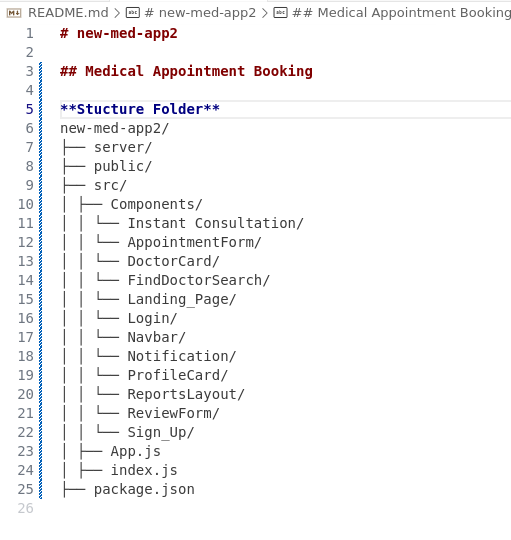 README.md > # new-med-app2 > ## Medical Appointment Booking
1 # new-med-app2
2
3 ## Medical Appointment Booking
4
5 **Stucture Folder**
6 new-med-app2/
7 ├── server/
8 ├── public/
9 ├── src/
10 │ ├── Components/
11 │ │ └── Instant Consultation/
12 │ │ └── AppointmentForm/
13 │ │ └── DoctorCard/
14 │ │ └── FindDoctorSearch/
15 │ │ └── Landing_Page/
16 │ │ └── Login/
17 │ │ └── Navbar/
18 │ │ └── Notification/
19 │ │ └── ProfileCard/
20 │ │ └── ReportsLayout/
21 │ │ └── ReviewForm/
22 │ │ └── Sign_Up/
23 │ ├── App.js
24 │ ├── index.js
25 ├── package.json
26